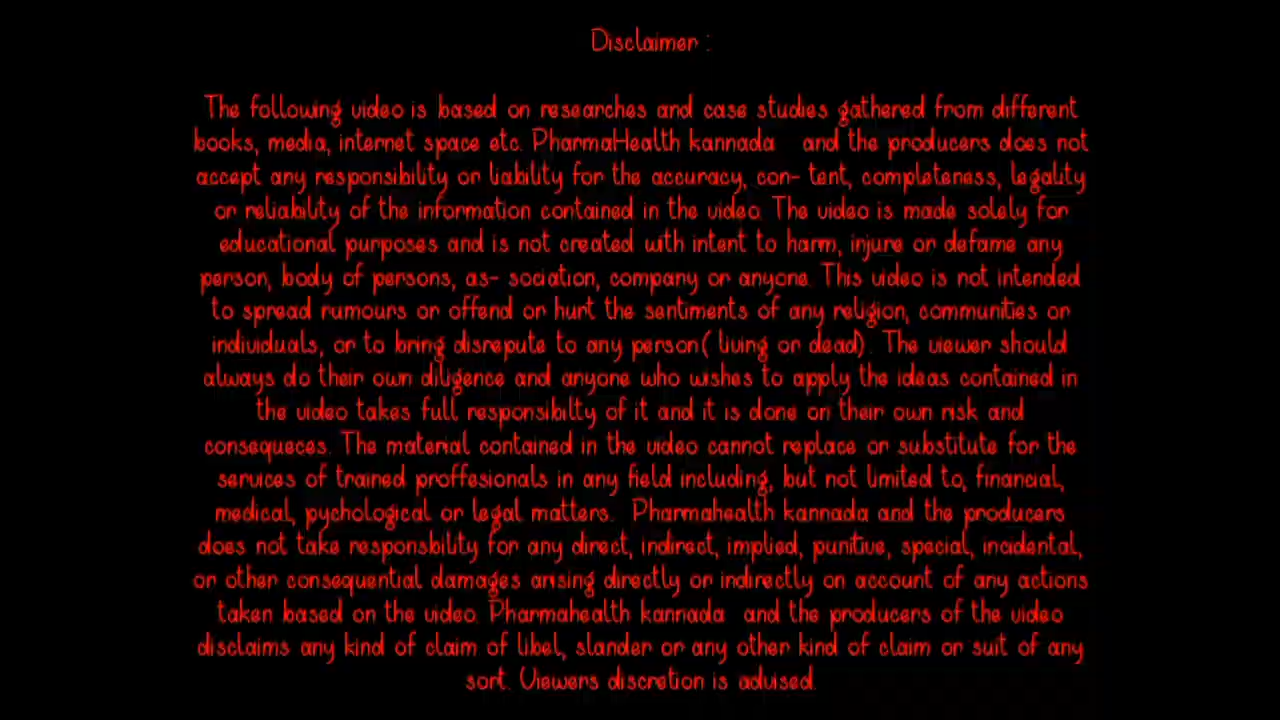 Disclaimer :
The following video is based on researches and case studies gathered from different
books, media, internet space etc. PharmaHealth kannada and the producers does not
accept any responsibility or liability for the accuracy, con- tent, completeness, legality
or reliability of the information contained in the video. The video is made solely for
educational purposes and is not created with intent to harm, injure or defame any
person, body of persons, as- sociation, company or anyone. This video is not intended
to spread rumours or offend or hurt the sentiments of any religion, communities or
individuals, or to bring disrepute to any person( living or dead). The viewer should
always do their own diligence and anyone who wishes to apply the ideas contained in
the video takes full responsibilty of it and it is done on their own risk and
consequeces. The material contained in the video cannot replace or substitute for the
services of trained proffesionals in any field including, but not limited to, financial,
medical, pychological or legal matters. Pharmahealth kannada and the producers
does not take responsbility for any direct, indirect, implied, punitive, special, incidental,
or other consequential damages arising directly or indirectly on account of any actions
taken based on the video. Pharmahealth kannada and the producers of the video
disclaims any kind of claim of libel, slander or any other kind of claim or suit of any
sort. Viewers discretion is advised.